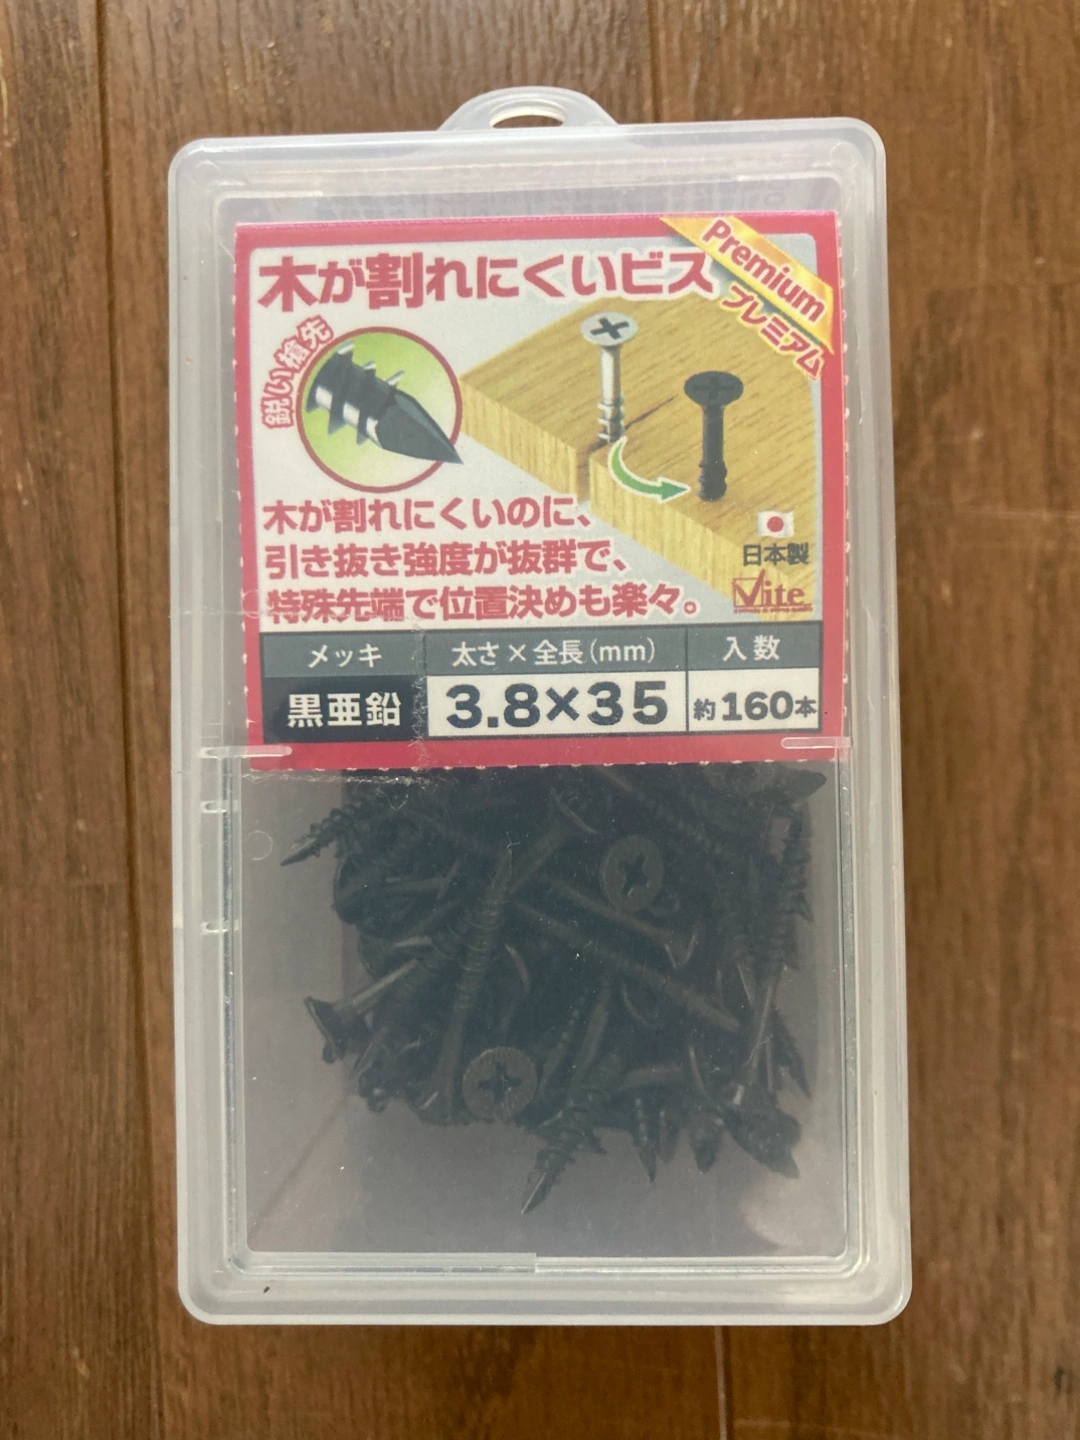 木が割れにくいビス
Premium
プレミアム
鋭い槍先
木が割れにくいのに、
引き抜き強度が抜群で、
特殊先端で位置決めも楽々。
日本製
Vite
メッキ 太さ×全長(mm) 入数
黒亜鉛 3.8×35 約160本